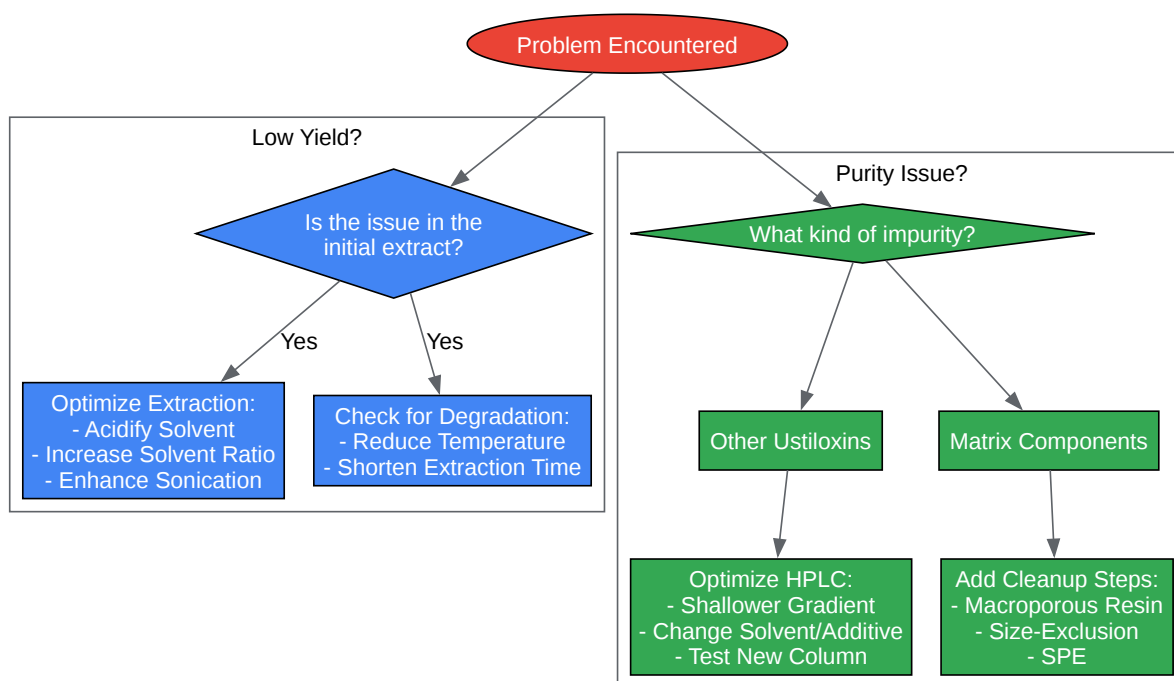 Problem Encountered
Low Yield?
Is the issue in the
initial extract?
Yes
Yes
Optimize Extraction:
- Acidify Solvent
- Increase Solvent Ratio
- Enhance Sonication
Check for Degradation:
- Reduce Temperature
- Shorten Extraction Time
Purity Issue?
What kind of impurity?
Other Ustiloxins
Matrix Components
Optimize HPLC:
- Shallower Gradient
- Change Solvent/Additive
- Test New Column
Add Cleanup Steps:
- Macroporous Resin
- Size-Exclusion
- SPE